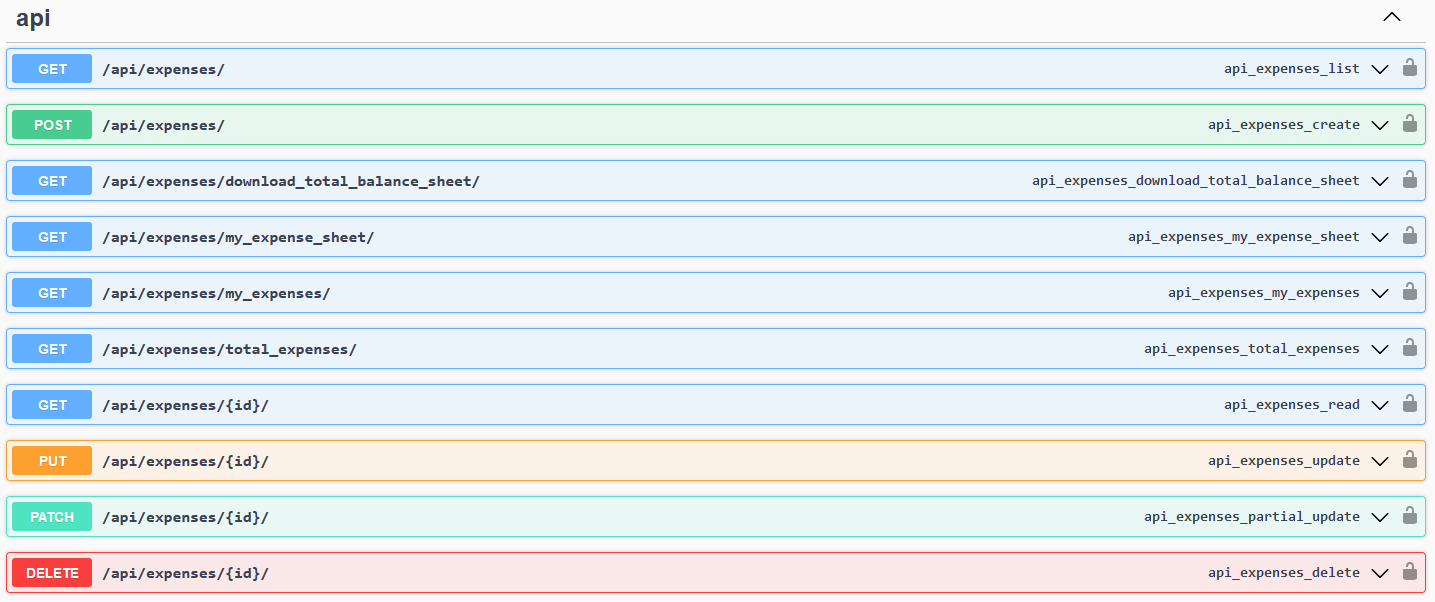 api
GET /api/expenses/ api_expenses_list
POST /api/expenses/ api_expenses_create
GET /api/expenses/download_total_balance_sheet/ api_expenses_download_total_balance_sheet
GET /api/expenses/my_expense_sheet/ api_expenses_my_expense_sheet
GET /api/expenses/my_expenses/ api_expenses_my_expenses
GET /api/expenses/total_expenses/ api_expenses_total_expenses
GET /api/expenses/{id}/ api_expenses_read
PUT /api/expenses/{id}/ api_expenses_update
PATCH /api/expenses/{id}/ api_expenses_partial_update
DELETE /api/expenses/{id}/ api_expenses_delete